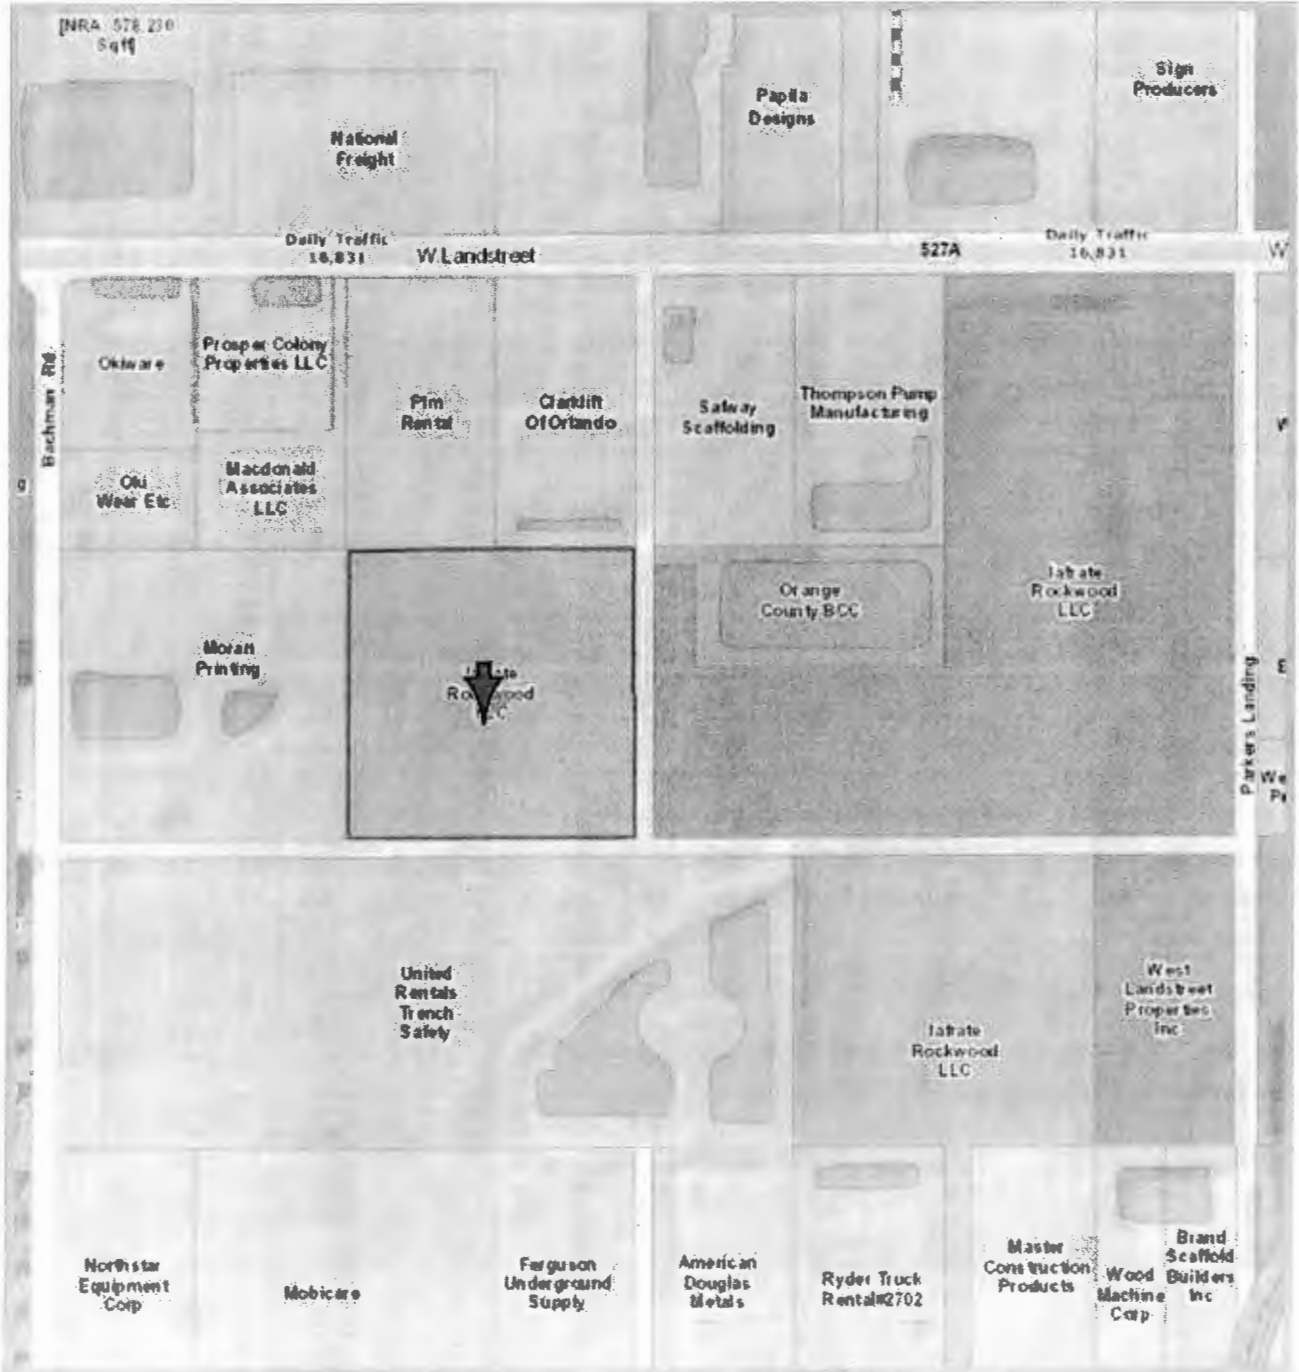 [NRA 578,230
Sqft]
National
Freight
Papilla
Designs
Sign
Producers
Daily Traffic
16,831
W.Landstreet
527A
Daily Traffic
16,831
W
Bachman Rd
Okiware
Prosper Colony
Properties LLC
Plm
Rental
Clarklift
Of Orlando
Safway
Scaffolding
Thompson Pump
Manufacturing
W
g
Oki
Wear Etc
Macdonald
Associates
LLC
Orange
County BCC
Iafrate
Rockwood
LLC
Moran
Printing
Rockwood
Parkers Landing
We
United
Rentals
Trench
Safety
Iafrate
Rockwood
LLC
West
Landstreet
Properties
Inc
Northstar
Equipment
Corp
Mobicare
Ferguson
Underground
Supply
American
Douglas
Metals
Ryder Truck
Rental#2702
Master
Construction
Products
Wood
Machine
Corp
Brand
Scaffold
Builders
Inc